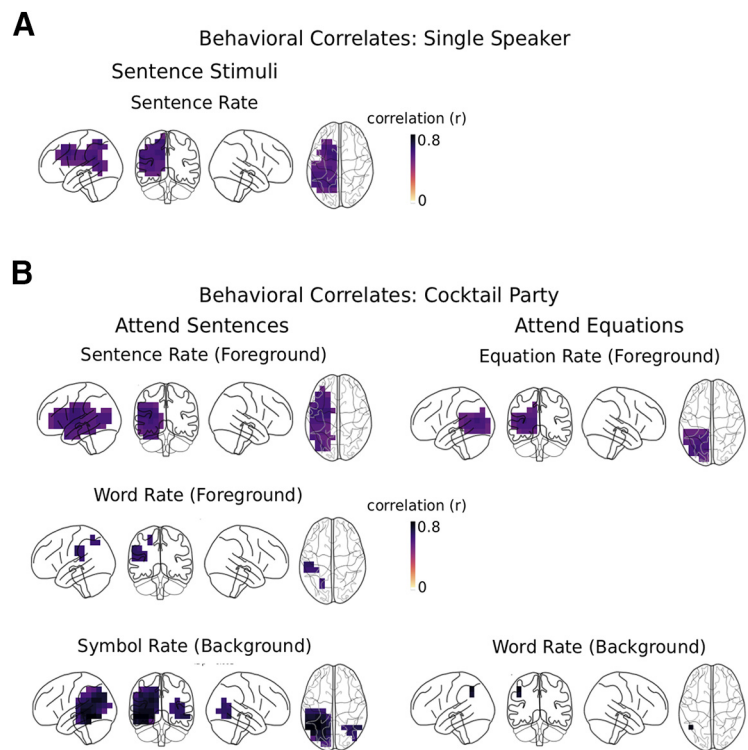 A
Behavioral Correlates: Single Speaker
Sentence Stimuli
Sentence Rate
correlation (r)
0.8
0
B
Behavioral Correlates: Cocktail Party
Attend Sentences
Attend Equations
Sentence Rate (Foreground)
Equation Rate (Foreground)
Word Rate (Foreground)
correlation (r)
0.8
0
Symbol Rate (Background)
Word Rate (Background)